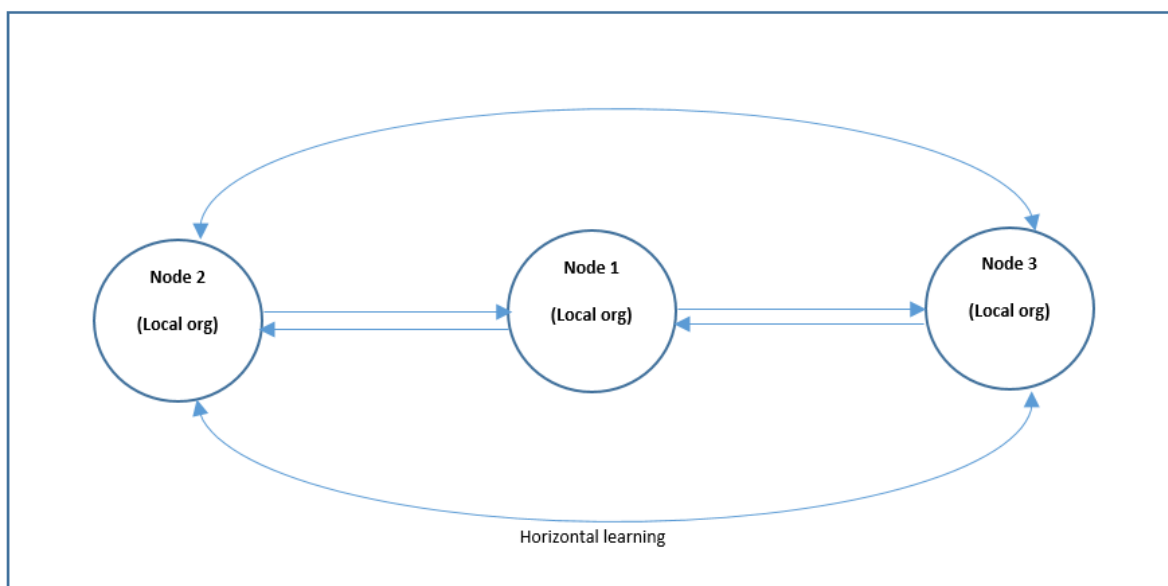 Node 2
(Local org)
Node 1
(Local org)
Node 3
(Local org)
Horizontal learning